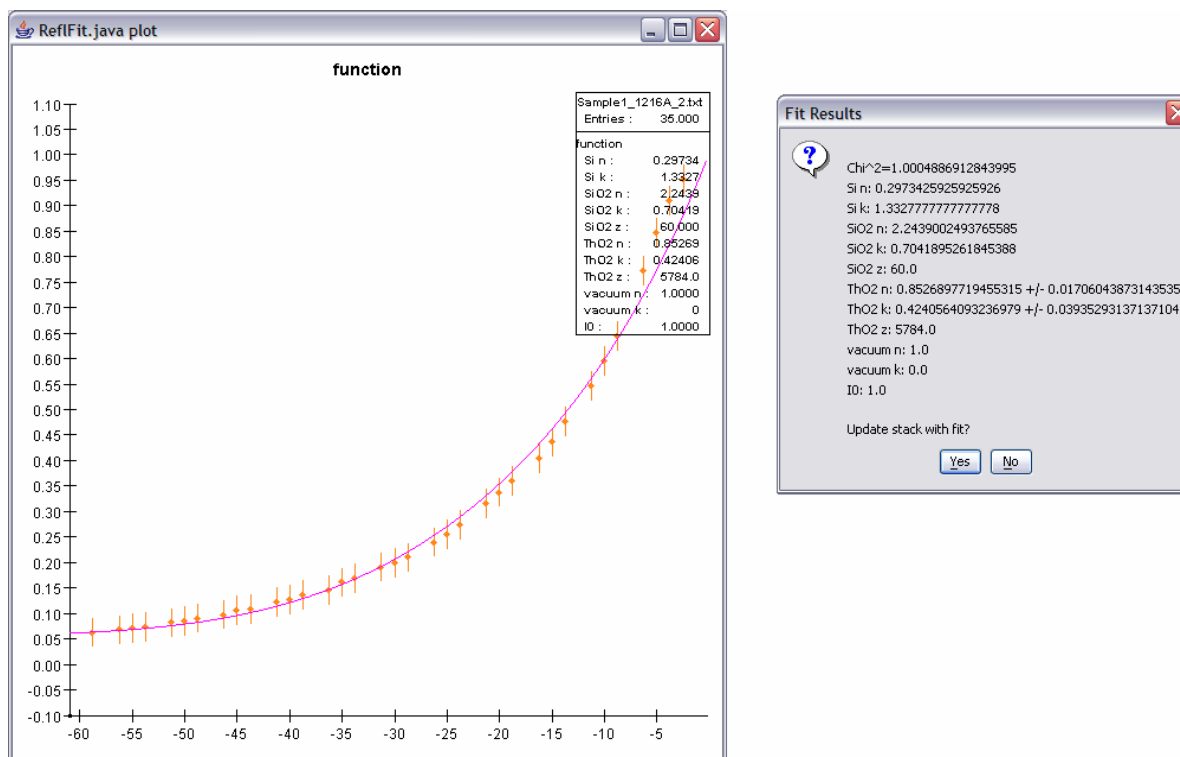 ReflFit.java plot
function
1.10
1.05
1.00
0.95
0.90
0.85
0.80
0.75
0.70
0.65
0.60
0.55
0.50
0.45
0.40
0.35
0.30
0.25
0.20
0.15
0.10
0.05
0.00
-0.05
-0.10
-60 -55 -50 -45 -40 -35 -30 -25 -20 -15 -10 -5
Sample1_1216A_2.txt
Entries : 35.000
function
Si n : 0.29734
Si k : 1.3327
SiO2 n : 2.2439
SiO2 k : 0.70419
SiO2 z : 60.000
ThO2 n : 0.85269
ThO2 k : 0.42406
ThO2 z : 5784.0
vacuum n : 1.0000
vacuum k : 0
I0 : 1.0000
Fit Results
Chi^2=1.0004886912843995
Si n: 0.2973425925925926
Si k: 1.3327777777777778
SiO2 n: 2.2439002493765585
SiO2 k: 0.7041895261845388
SiO2 z: 60.0
ThO2 n: 0.8526897719455315 +/- 0.01706043873143535
ThO2 k: 0.4240564093236979 +/- 0.03935293137137104
ThO2 z: 5784.0
vacuum n: 1.0
vacuum k: 0.0
I0: 1.0
Update stack with fit?
Yes No